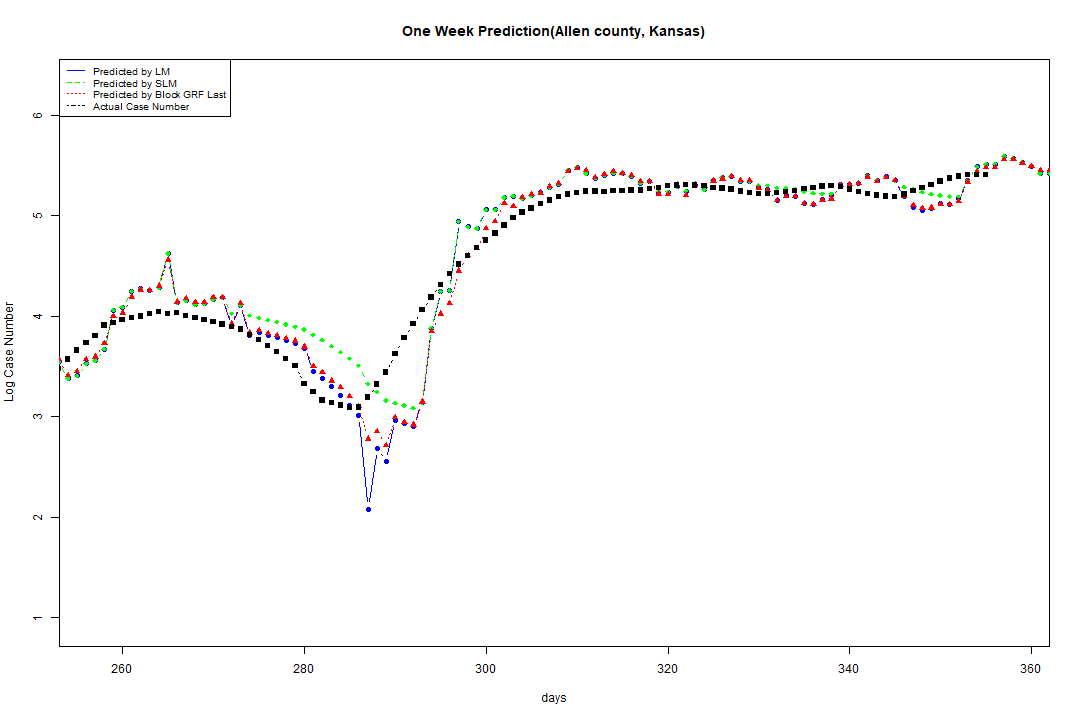 One Week Prediction(Allen county, Kansas)
Predicted by LM
Predicted by SLM
Predicted by Block GRF Last
Actual Case Number
6
5
4
3
2
1
Log Case Number
260 280 300 320 340 360
days